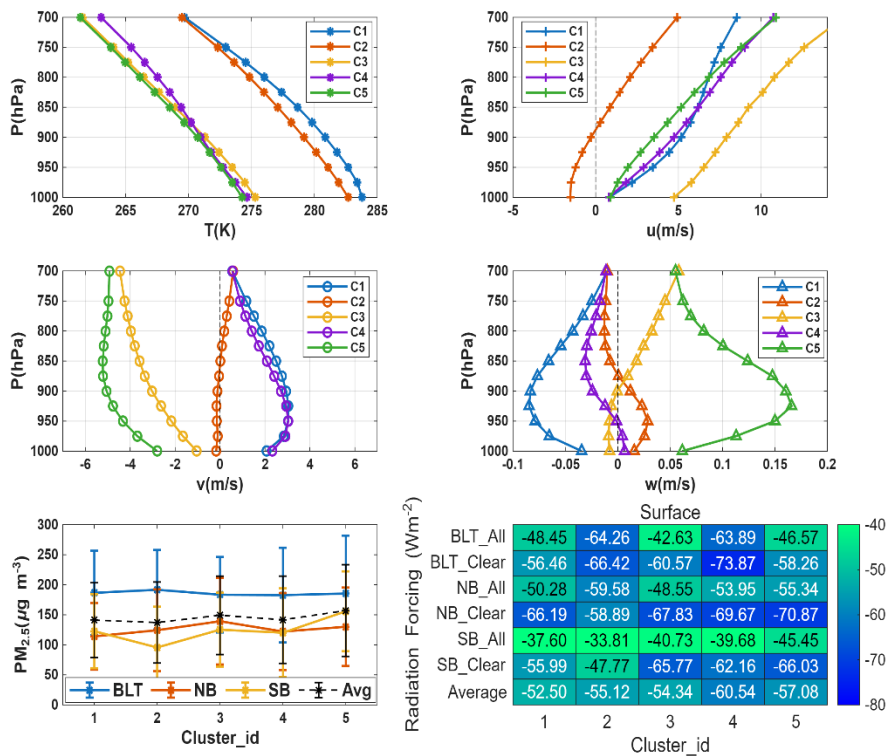 700
750
800
850
900
950
1000
P(hPa)
260
265
270
275
280
285
T(K)
C1
C2
C3
C4
C5
700
750
800
850
900
950
1000
P(hPa)
-5
0
5
10
u(m/s)
C1
C2
C3
C4
C5
700
750
800
850
900
950
1000
P(hPa)
-6
-4
-2
0
2
4
6
v(m/s)
C1
C2
C3
C4
C5
700
750
800
850
900
950
1000
P(hPa)
-0.1
-0.05
0
0.05
0.1
0.15
0.2
w(m/s)
C1
C2
C3
C4
C5
300
250
200
150
100
50
0
PM2.5(μg m-3)
BLT NB SB Avg
1 2 3 4 5
Cluster_id
Surface
Radiation Forcing (Wm-2)
BLT_All -48.45 -64.26 -42.63 -63.89 -46.57
BLT_Clear -56.46 -66.42 -60.57 -73.87 -58.26
NB_All -50.28 -59.58 -48.55 -53.95 -55.34
NB_Clear -66.19 -58.89 -67.83 -69.67 -70.87
SB_All -37.60 -33.81 -40.73 -39.68 -45.45
SB_Clear -55.99 -47.77 -65.77 -62.16 -66.03
Average -52.50 -55.12 -54.34 -60.54 -57.08
1 2 3 4 5
Cluster_id
-40
-50
-60
-70
-80